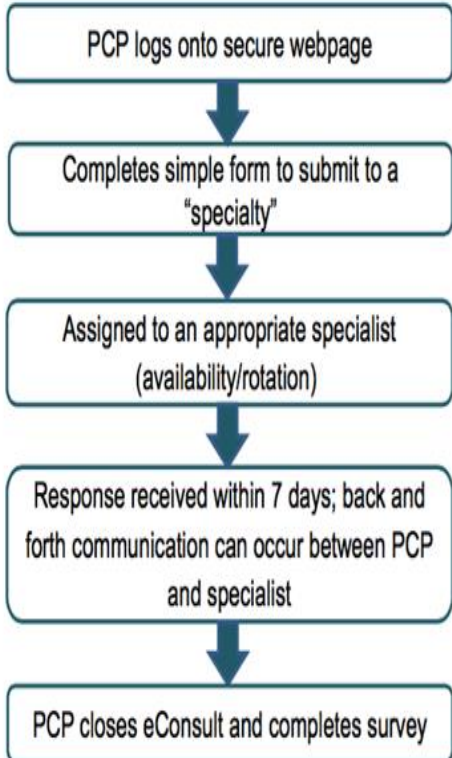 PCP logs onto secure webpage
Completes simple form to submit to a
“specialty”
Assigned to an appropriate specialist
(availability/rotation)
Response received within 7 days; back and
forth communication can occur between PCP
and specialist
PCP closes eConsult and completes survey